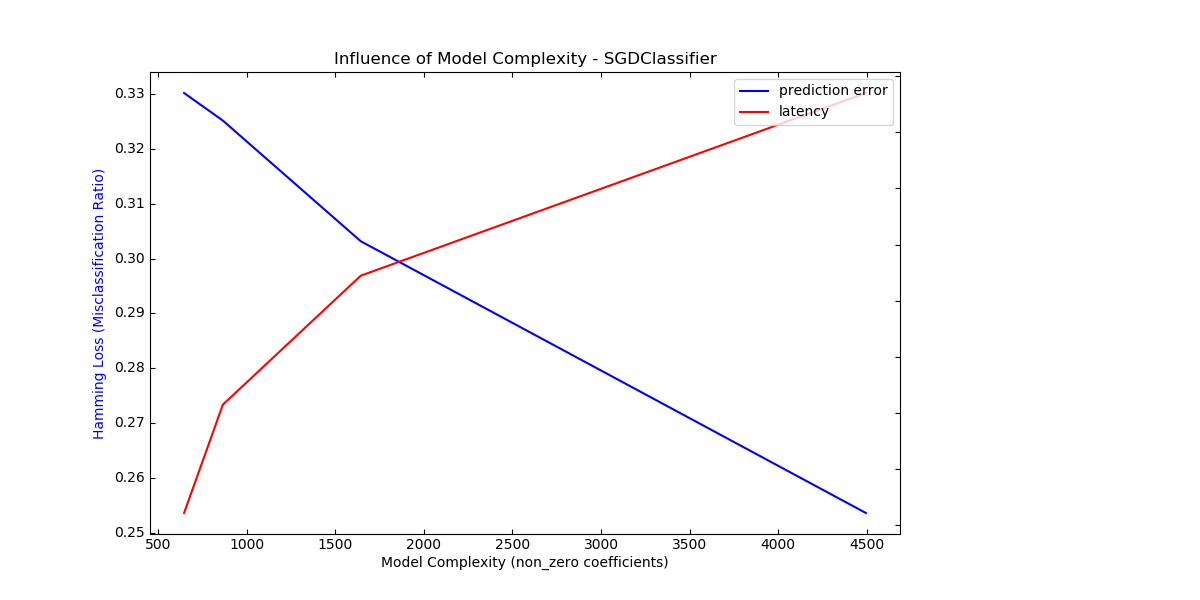 Influence of Model Complexity - SGDClassifier
prediction error
latency
Hamming Loss (Misclassification Ratio)
0.33
0.32
0.31
0.30
0.29
0.28
0.27
0.26
0.25
500 1000 1500 2000 2500 3000 3500 4000 4500
Model Complexity (non_zero coefficients)